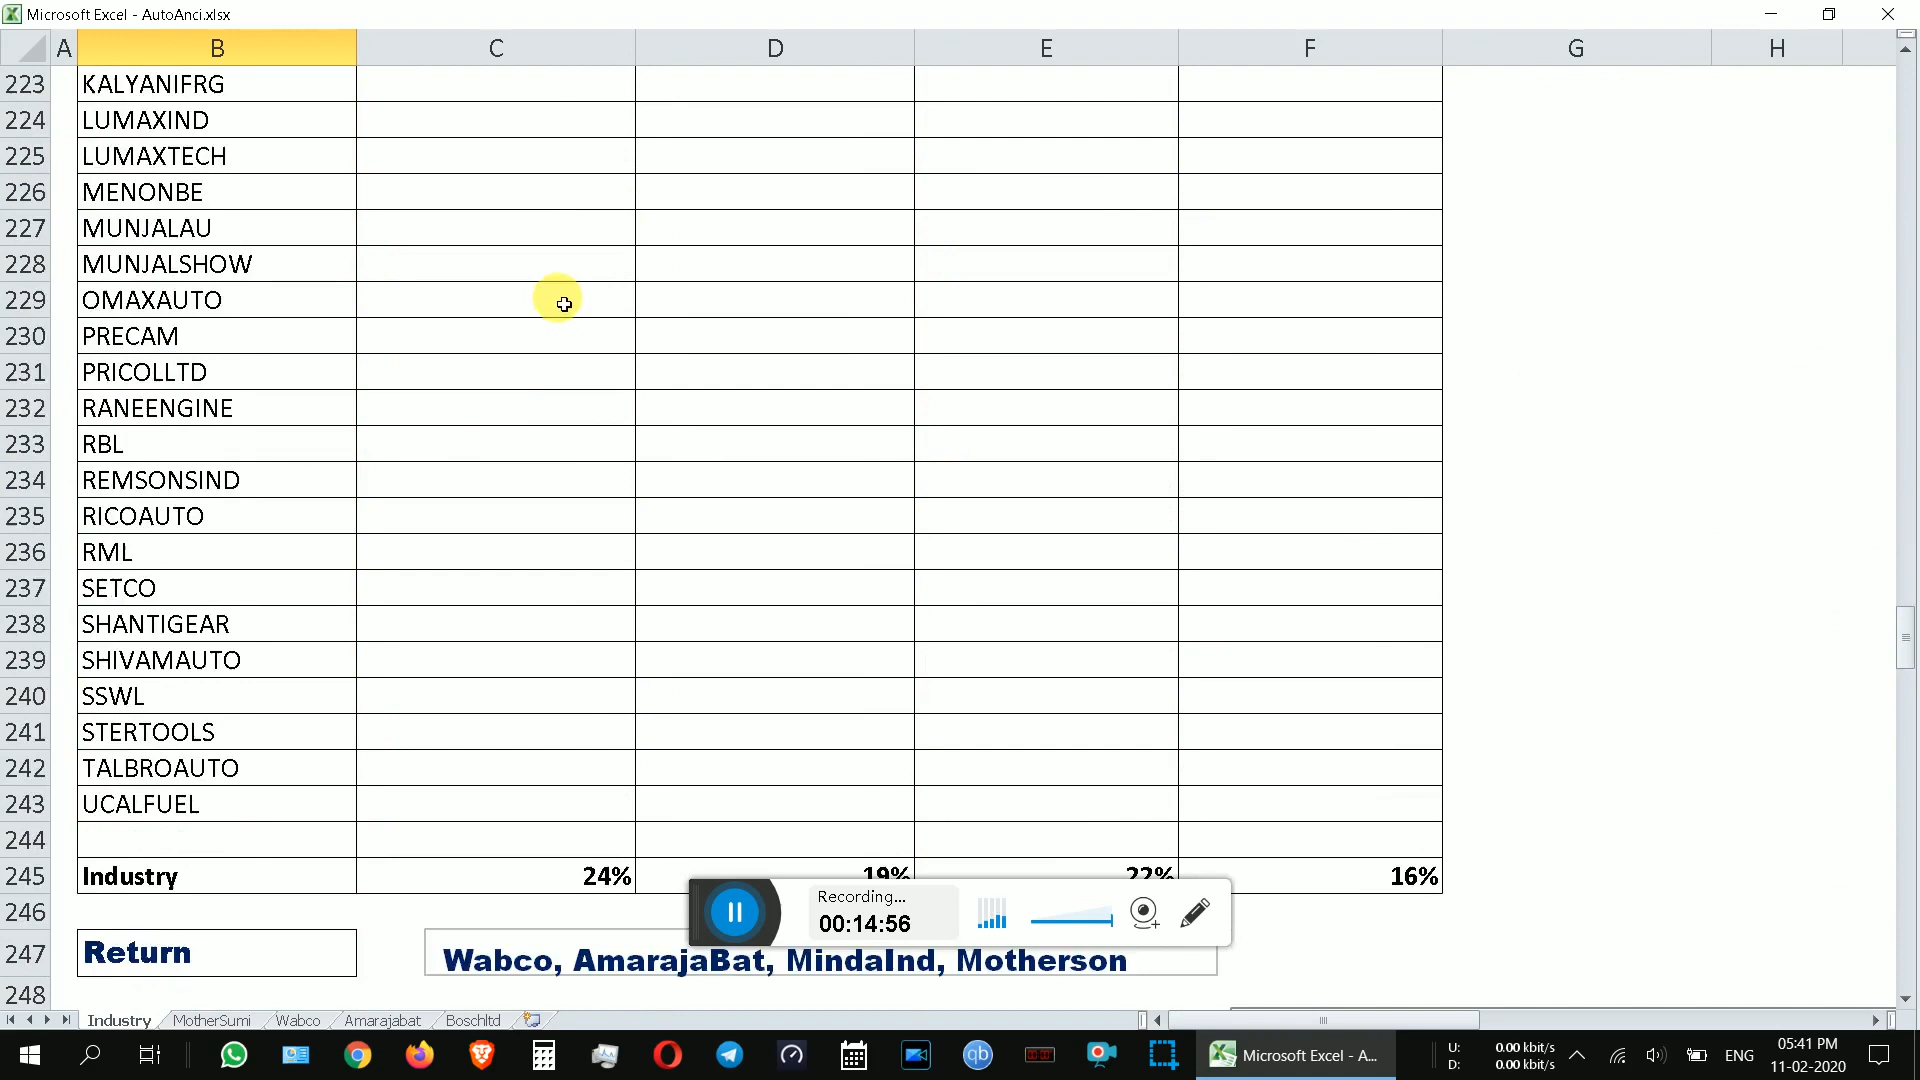 Microsoft Excel - AutoAnci.xlsx
A B C D E F G H
223 KALYANIFRG
224 LUMAXIND
225 LUMAXTECH
226 MENONBE
227 MUNJALAU
228 MUNJALSHOW
229 OMAXAUTO
230 PRECAM
231 PRICOLLTD
232 RANEENGINE
233 RBL
234 REMSONSIND
235 RICOAUTO
236 RML
237 SETCO
238 SHANTIGEAR
239 SHIVAMAUTO
240 SSWL
241 STERTOOLS
242 TALBROAUTO
243 UCALFUEL
244
245 Industry 24% 19% 22% 16%
246
Recording...
00:14:56
247 Return Wabco, AmarajaBat, MindaInd, Motherson
248
Industry MotherSumi Wabco Amarajabat Boschltd
qb
Microsoft Excel - A...
U: 0.00 kbit/s
D: 0.00 kbit/s
ENG
05:41 PM
11-02-2020